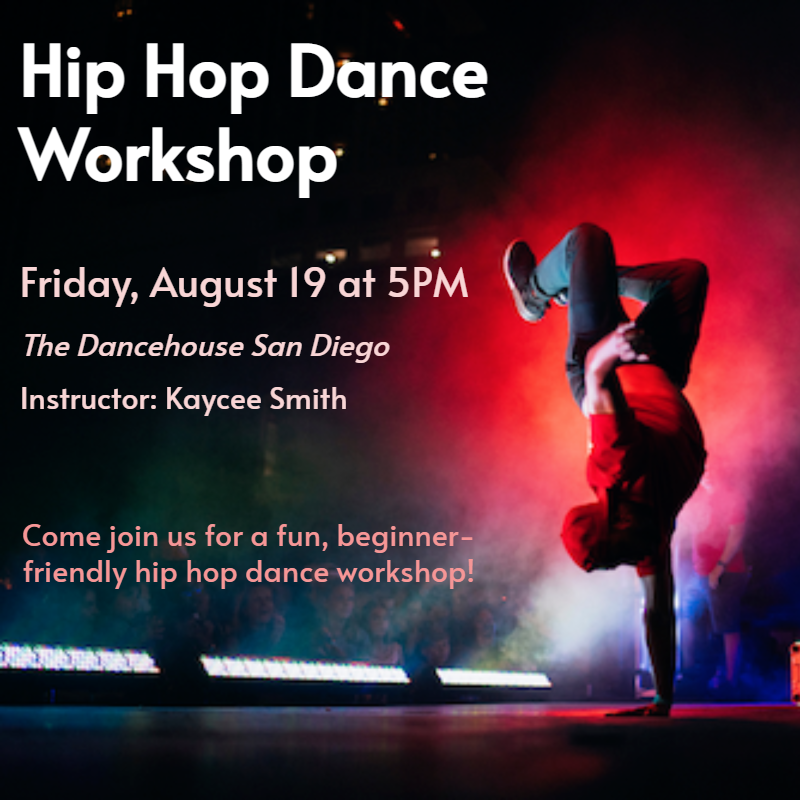 Hip Hop Dance
Workshop
Friday, August 19 at 5PM
The Dancehouse San Diego
Instructor: Kaycee Smith
Come join us for a fun, beginner-
friendly hip hop dance workshop!